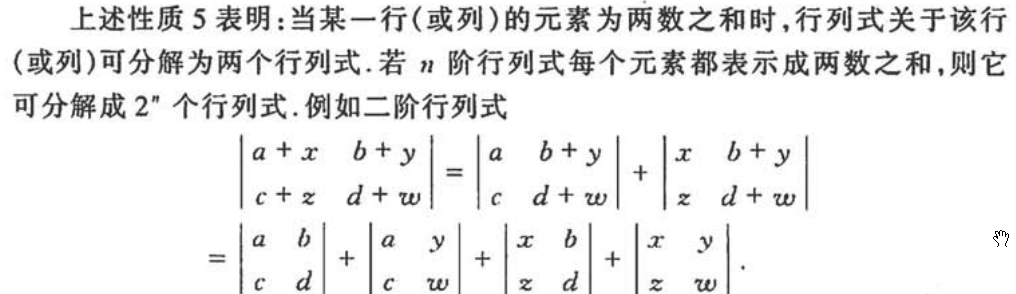 上述性质 5 表明:当某一行(或列)的元素为两数之和时,行列式关于该行
(或列)可分解为两个行列式.若 n 阶行列式每个元素都表示成两数之和,则它
可分解成 2ⁿ 个行列式.例如二阶行列式
| a + x b + y | = | a b + y | + | x b + y |
| c + z d + w | | c d + w | | z d + w |
= | a b | + | a y | + | x b | + | x y | .
| c d | | c w | | z d | | z w |